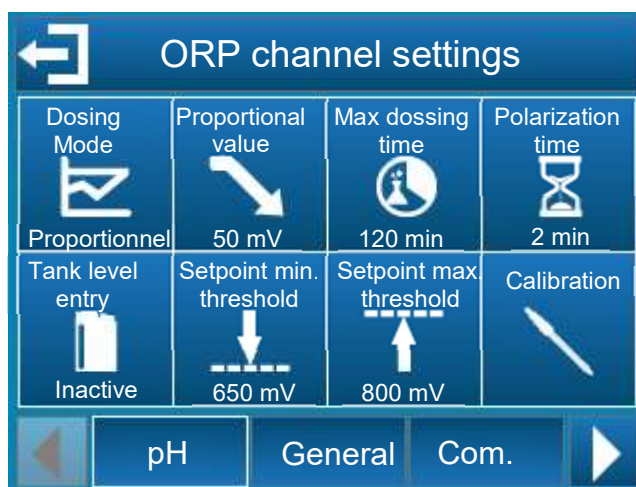 ORP channel settings
Dosing
Mode
Proportionnel
Proportional
value
50 mV
Max dossing
time
120 min
Polarization
time
2 min
Tank level
entry
Inactive
Setpoint min.
threshold
650 mV
Setpoint max.
threshold
800 mV
Calibration
pH
General
Com.